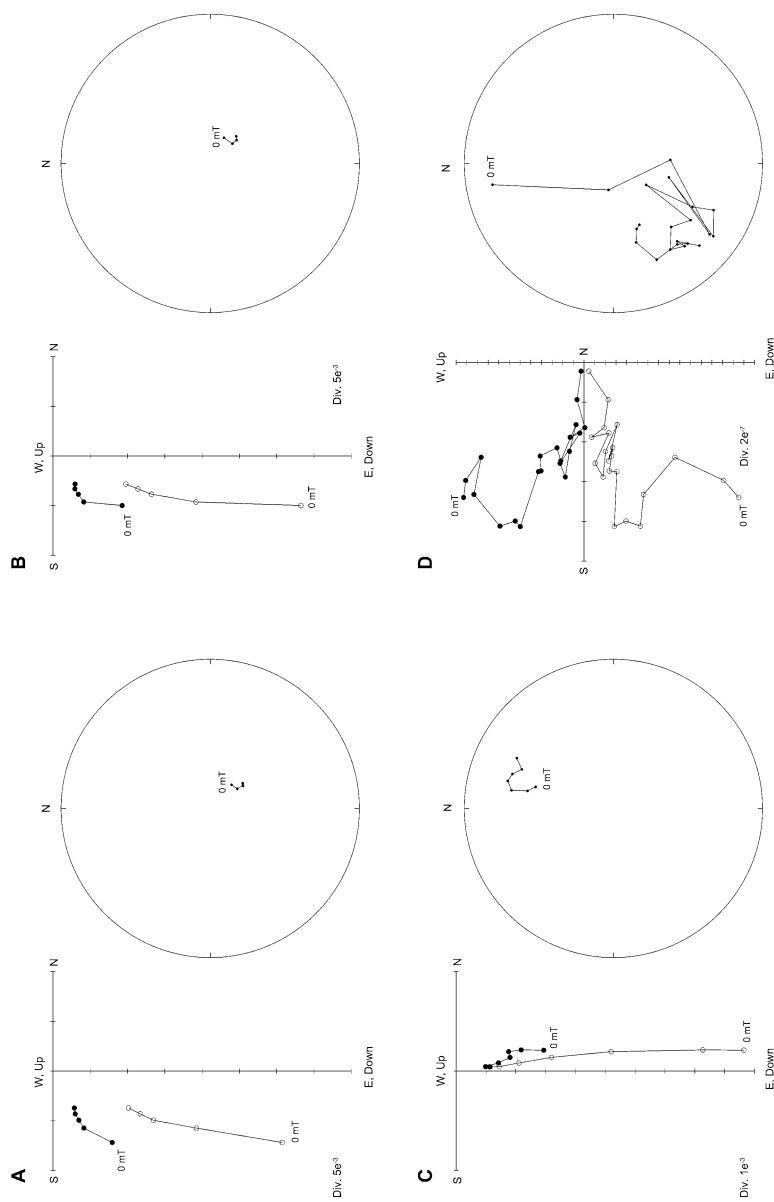 A
S
N
W, Up
E, Down
0 mT
0 mT
Div. 5e-3
N
0 mT
B
S
N
W, Up
E, Down
0 mT
0 mT
Div. 5e-3
N
0 mT
C
S
N
W, Up
E, Down
0 mT
0 mT
Div. 1e-3
N
0 mT
D
S
N
W, Up
E, Down
0 mT
0 mT
Div. 2e-7
N
0 mT